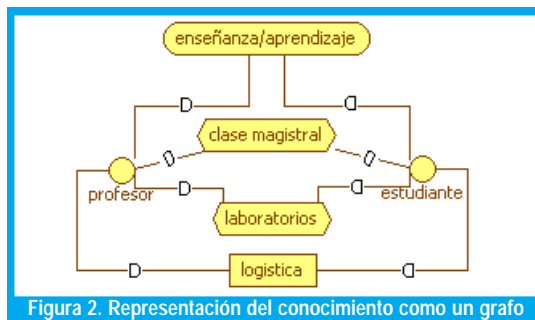 enseñanza/aprendizaje
D D
clase magistral
D D
profesor
estudiante
D D
laboratorios
D logistica D
Figura 2. Representación del conocimiento como un grafo